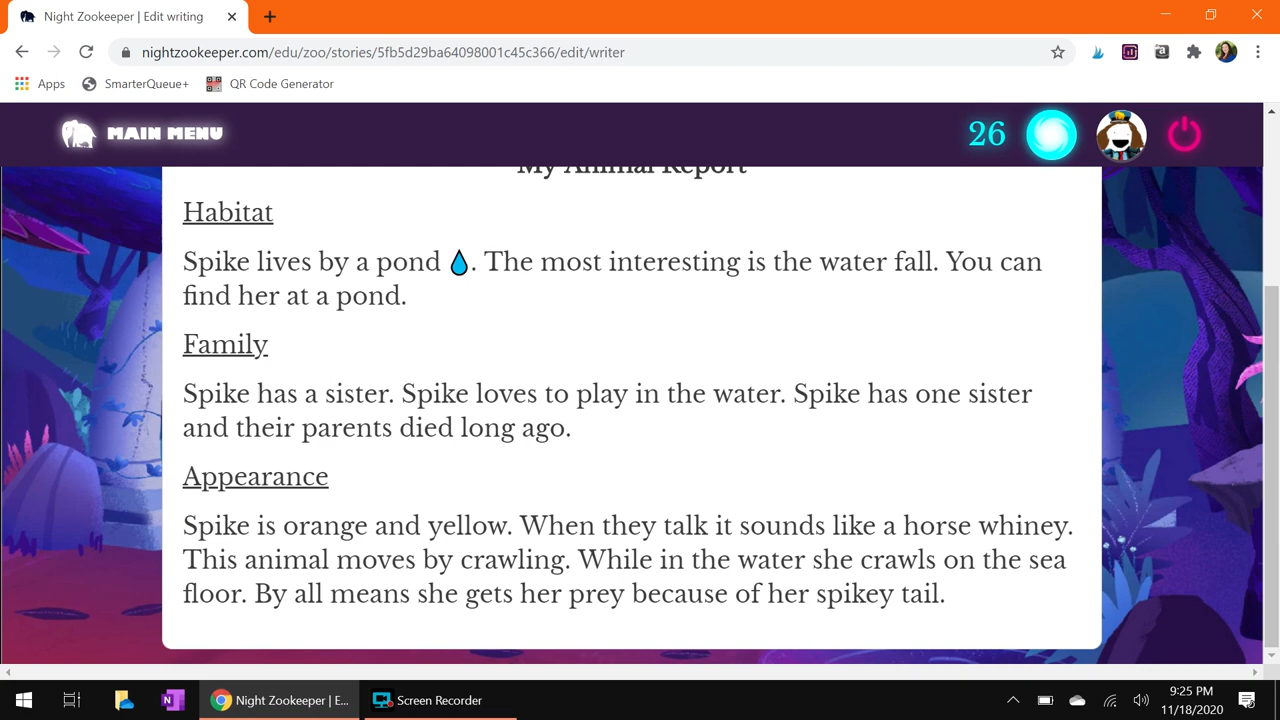 Night Zookeeper | Edit writing
nightzookeeper.com/edu/zoo/stories/5fb5d29ba64098001c45c366/edit/writer
Apps SmarterQueue+ QR Code Generator
MAIN MENU 26
My Animal Report
Habitat
Spike lives by a pond 💧. The most interesting is the water fall. You can
find her at a pond.
Family
Spike has a sister. Spike loves to play in the water. Spike has one sister
and their parents died long ago.
Appearance
Spike is orange and yellow. When they talk it sounds like a horse whiney.
This animal moves by crawling. While in the water she crawls on the sea
floor. By all means she gets her prey because of her spikey tail.
Night Zookeeper | E... Screen Recorder
9:25 PM
11/18/2020